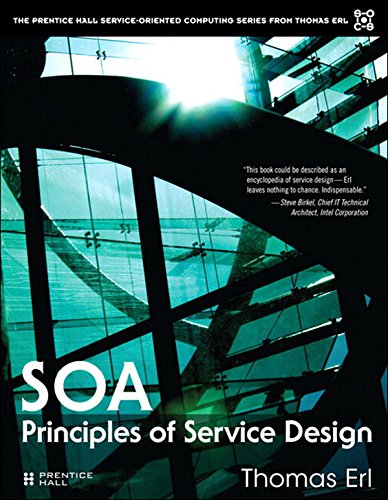 THE PRENTICE HALL SERVICE-ORIENTED COMPUTING SERIES FROM THOMAS ERL
S O
C S
"This book could be described as an
encyclopedia of service design — Erl
leaves nothing to chance. Indispensable."
—Steve Birkel, Chief IT Technical
Architect, Intel Corporation
SOA
Principles of Service Design
PRENTICE
HALL
Thomas Erl